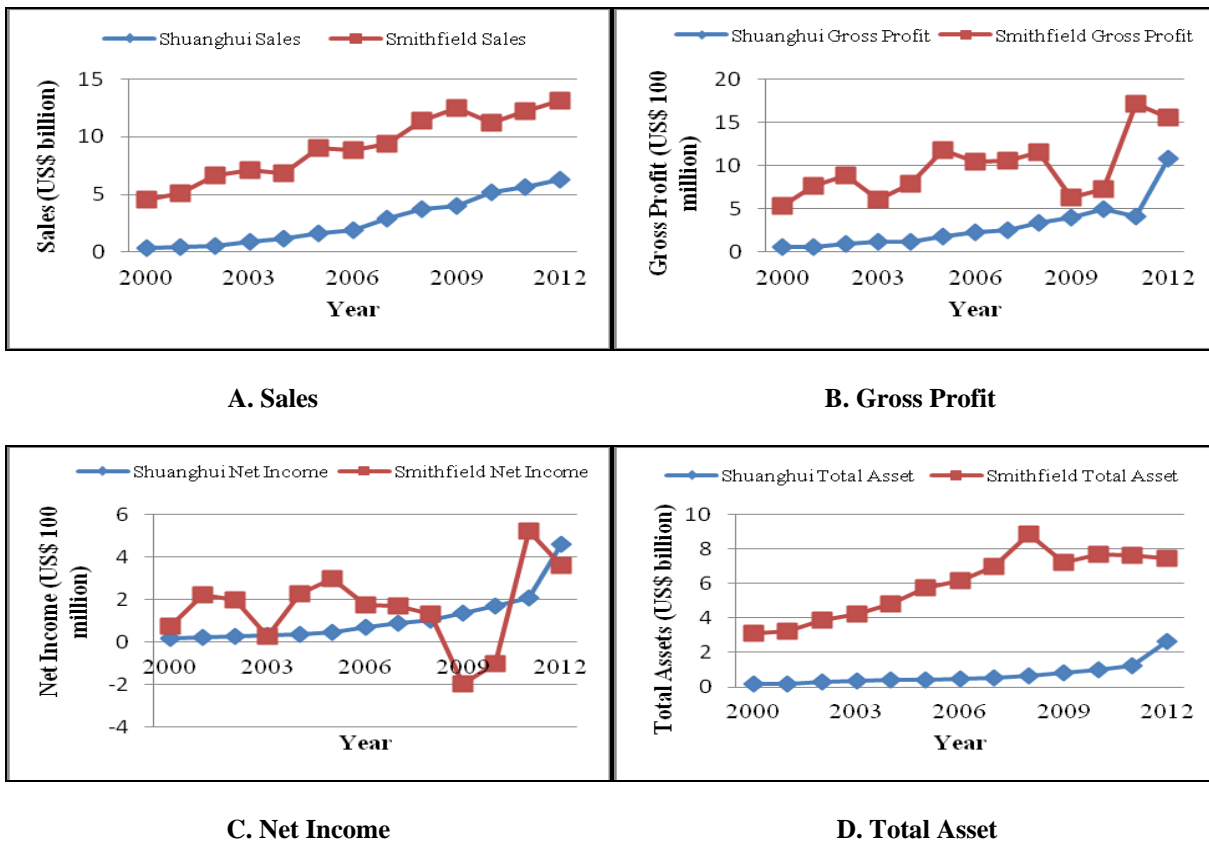 Shuanghui Sales Smithfield Sales
Sales (US$ billion)
15
10
5
0
2000 2003 2006 2009 2012
Year
Shuanghui Gross Profit Smithfield Gross Profit
Gross Profit (US$ 100
million)
20
15
10
5
0
2000 2003 2006 2009 2012
Year
A. Sales
B. Gross Profit
Shuanghui Net Income Smithfield Net Income
Net Income (US$ 100
million)
6
4
2
0
-2
-4
2000 2003 2006 2009 2012
Year
Shuanghui Total Asset Smithfield Total Asset
Total Assets (US$ billion)
10
8
6
4
2
0
2000 2003 2006 2009 2012
Year
C. Net Income
D. Total Asset